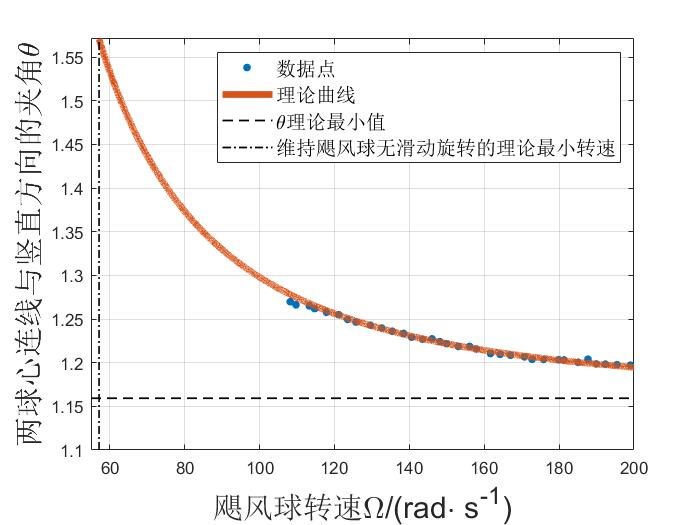 两球心连线与竖直方向的夹角θ
1.55
1.5
1.45
1.4
1.35
1.3
1.25
1.2
1.15
1.1
数据点
理论曲线
θ理论最小值
维持飓风球无滑动旋转的理论最小转速
60 80 100 120 140 160 180 200
飓风球转速Ω/(rad· s⁻¹)